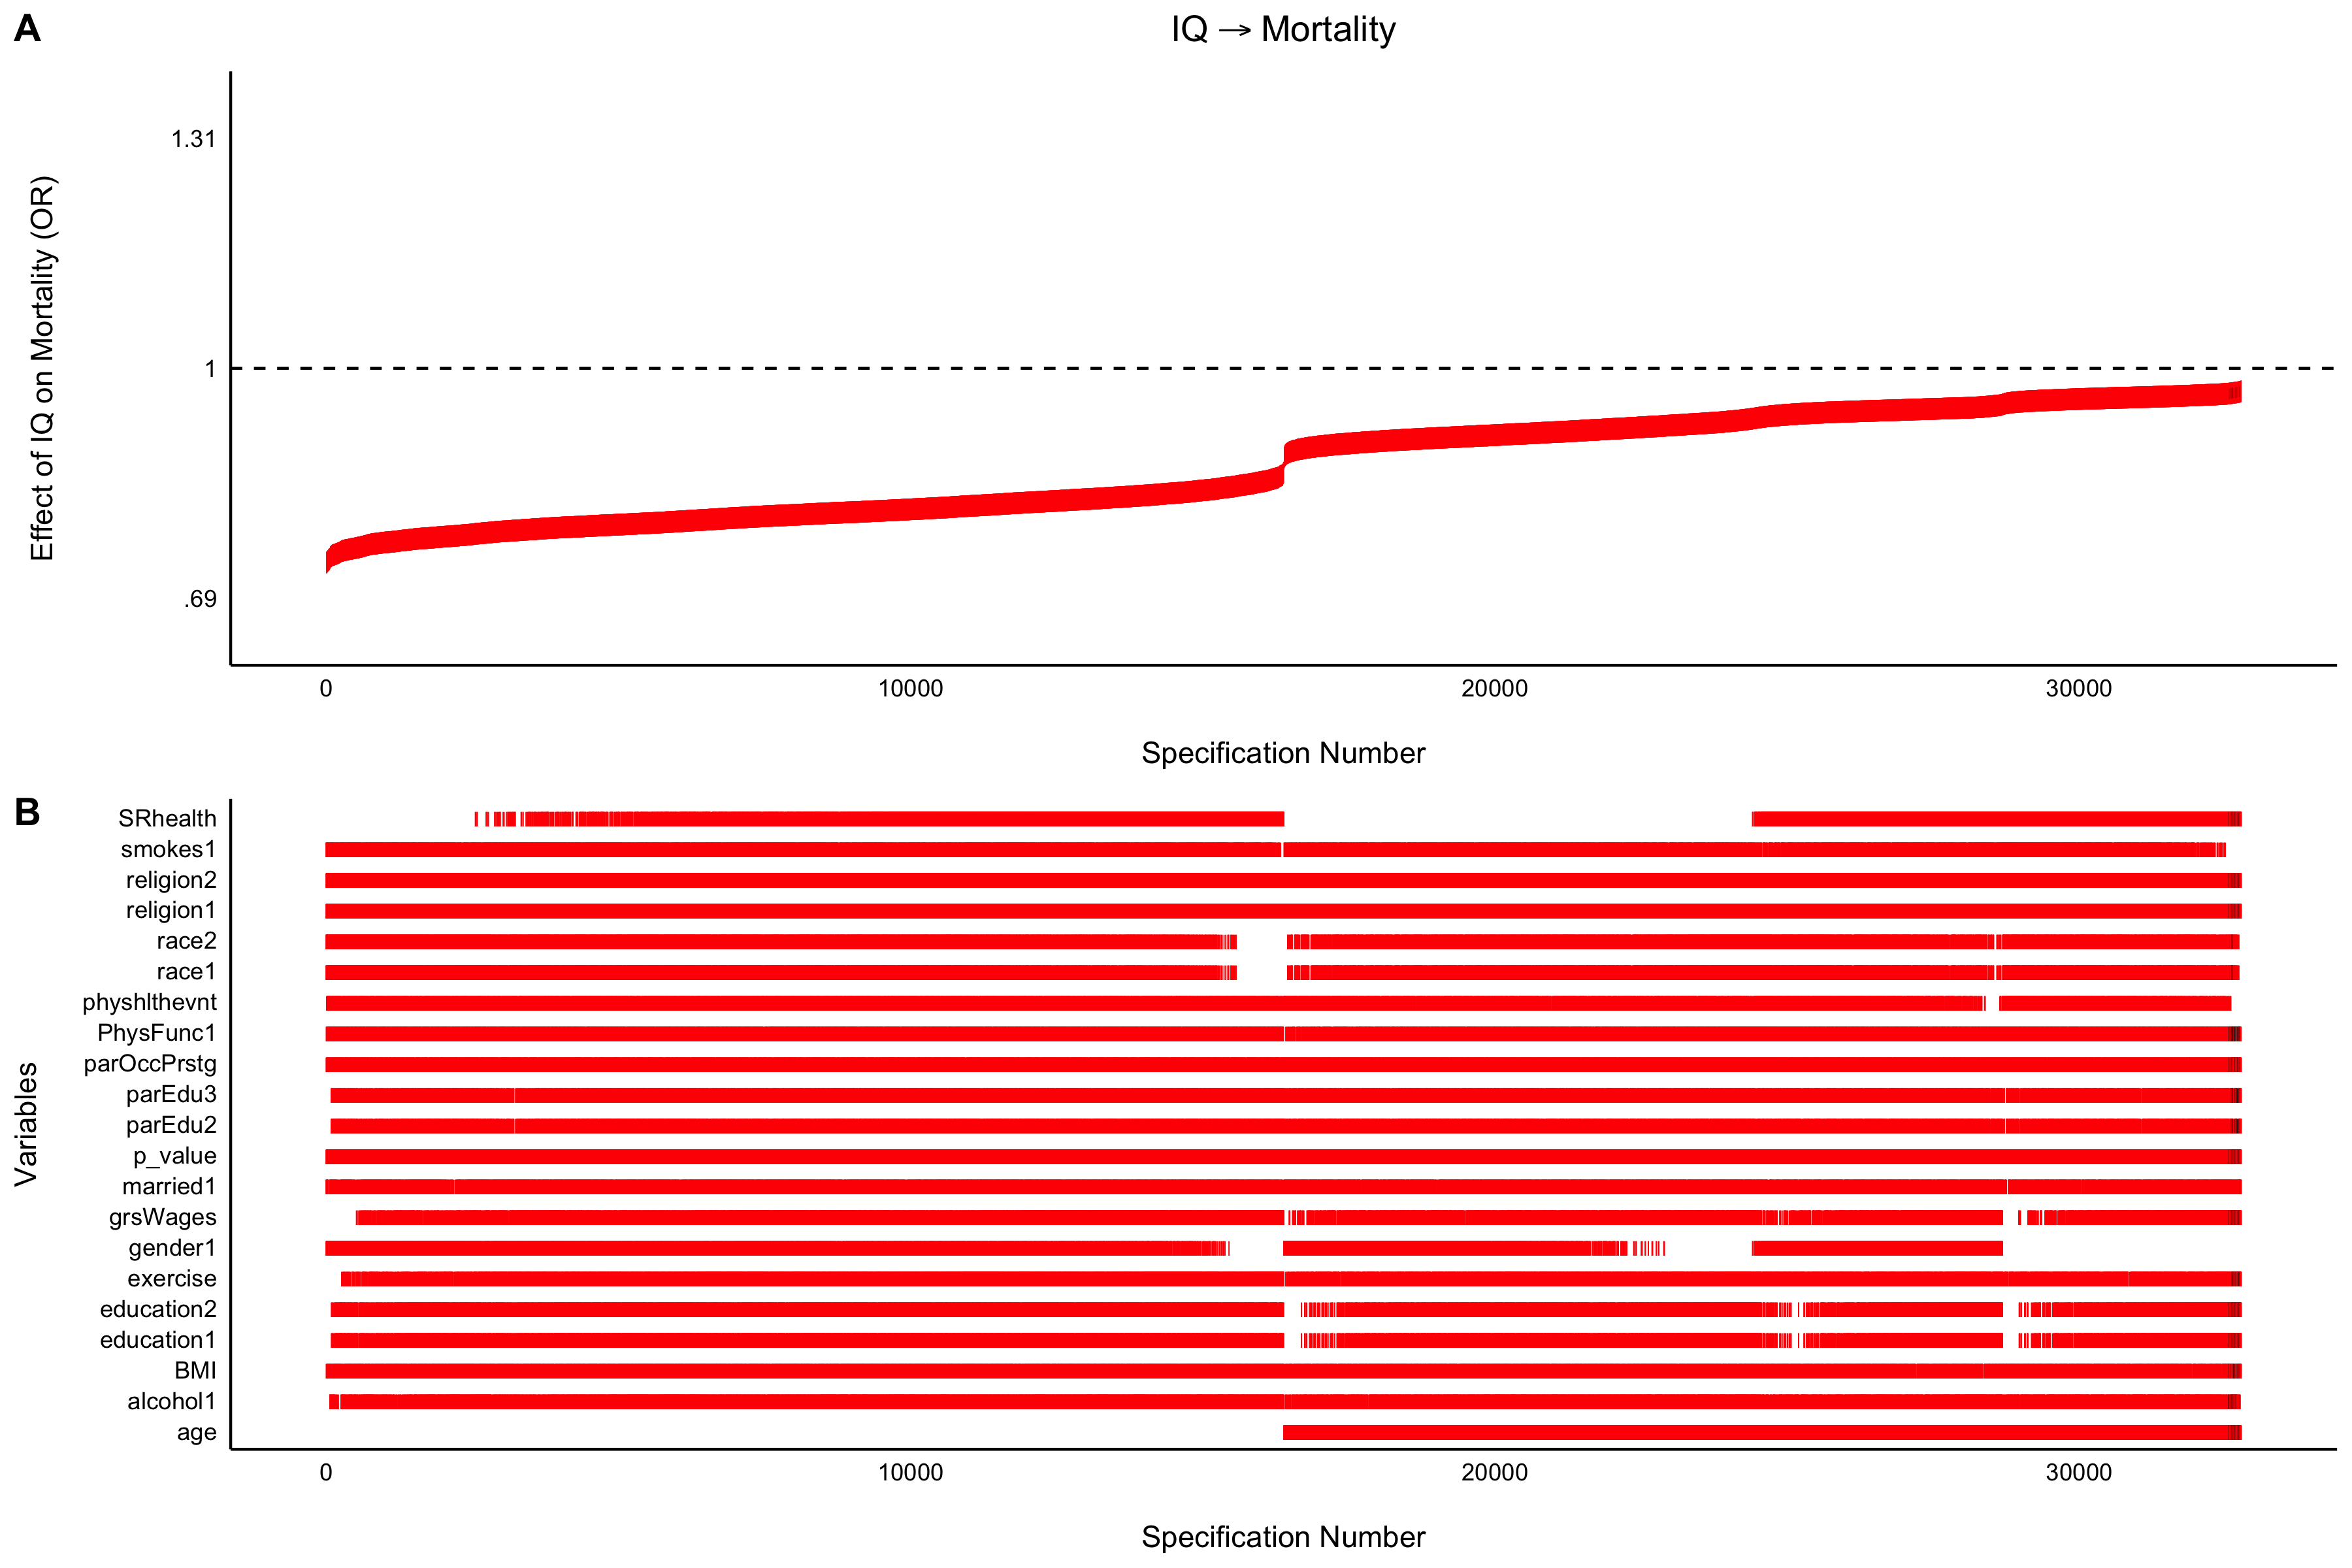 A
IQ → Mortality
Effect of IQ on Mortality (OR)
1.31
1
.69
0 10000 20000 30000
Specification Number
B
Variables
SRhealth
smokes1
religion2
religion1
race2
race1
physhlthevnt
PhysFunc1
parOccPrstg
parEdu3
parEdu2
p_value
married1
grsWages
gender1
exercise
education2
education1
BMI
alcohol1
age
0 10000 20000 30000
Specification Number